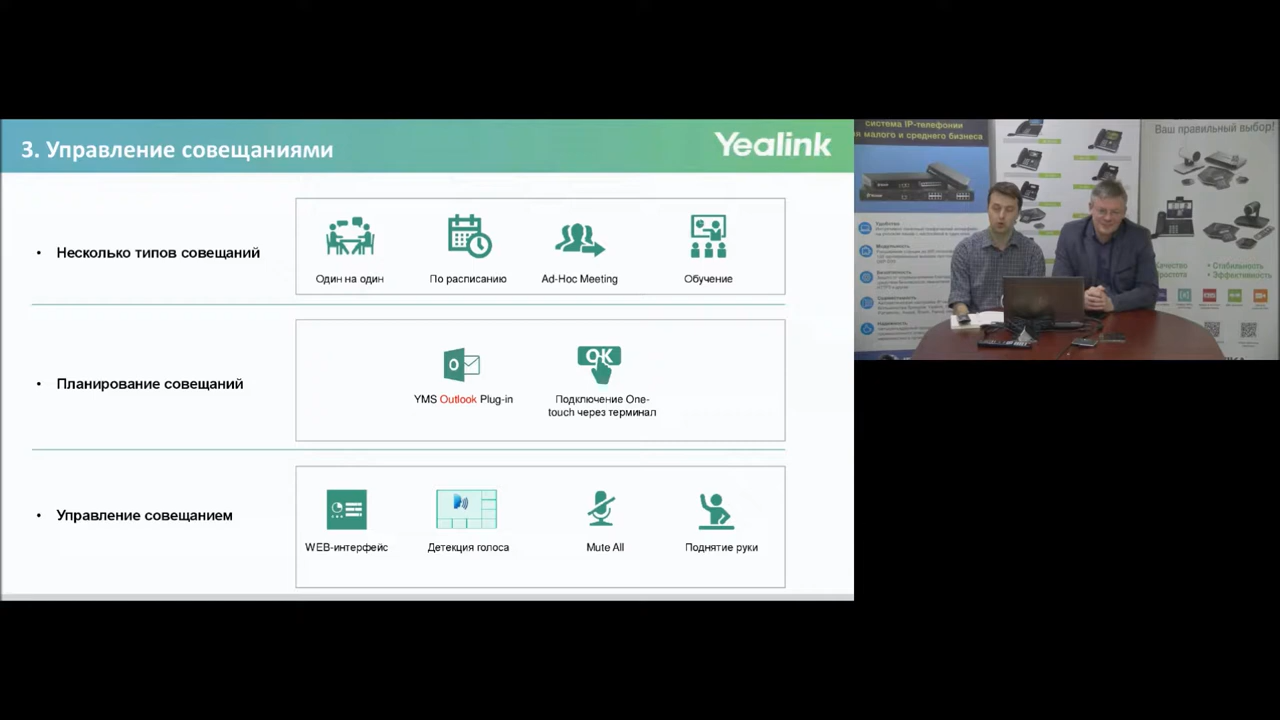 3. Управление совещаниями
Yealink
• Несколько типов совещаний
Один на один
По расписанию
Ad-Hoc Meeting
Обучение
• Планирование совещаний
YMS Outlook Plug-in
Подключение One-
touch через терминал
• Управление совещанием
WEB-интерфейс
Детекция голоса
Mute All
Поднятие руки
система IP-телефонии
я малого и среднего бизнеса
Ваш правильный выбор!
• Стабильность
• Эффективность